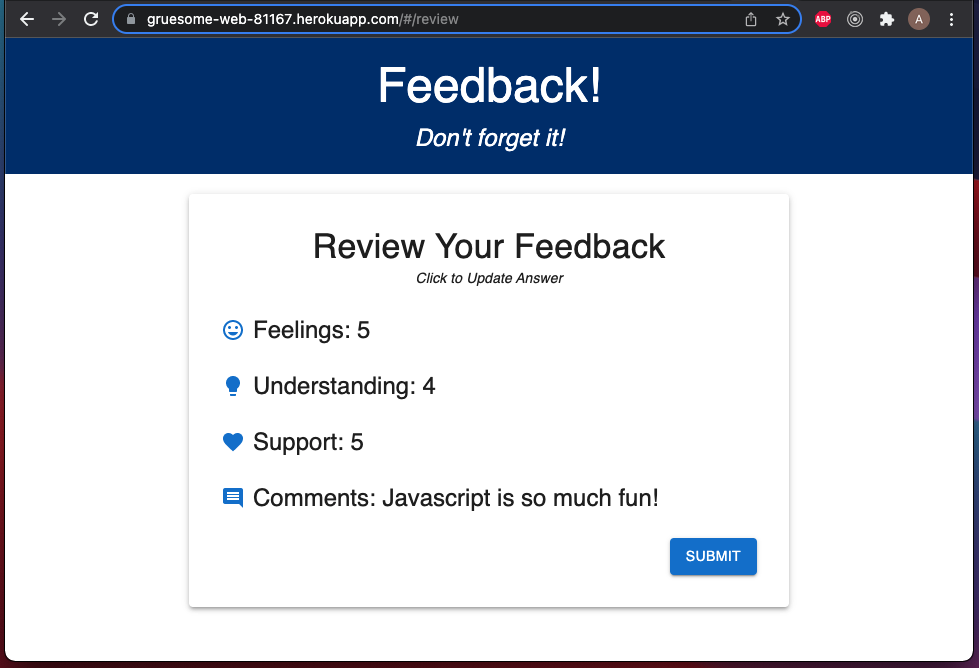 gruesome-web-81167.herokuapp.com/#/review
ABP
A
Feedback!
Don't forget it!
Review Your Feedback
Click to Update Answer
Feelings: 5
Understanding: 4
Support: 5
Comments: Javascript is so much fun!
SUBMIT